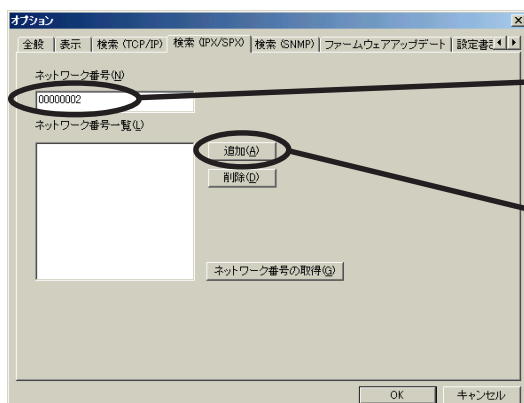 オプション
全般 表示 検索 (TCP/IP) 検索 (IPX/SPX) 検索 (SNMP) ファームウェアアップデート
ネットワーク番号(N)
00000002
ネットワーク番号一覧(L)
追加(A)
削除(D)
ネットワーク番号の取得(G)
OK キャンセル